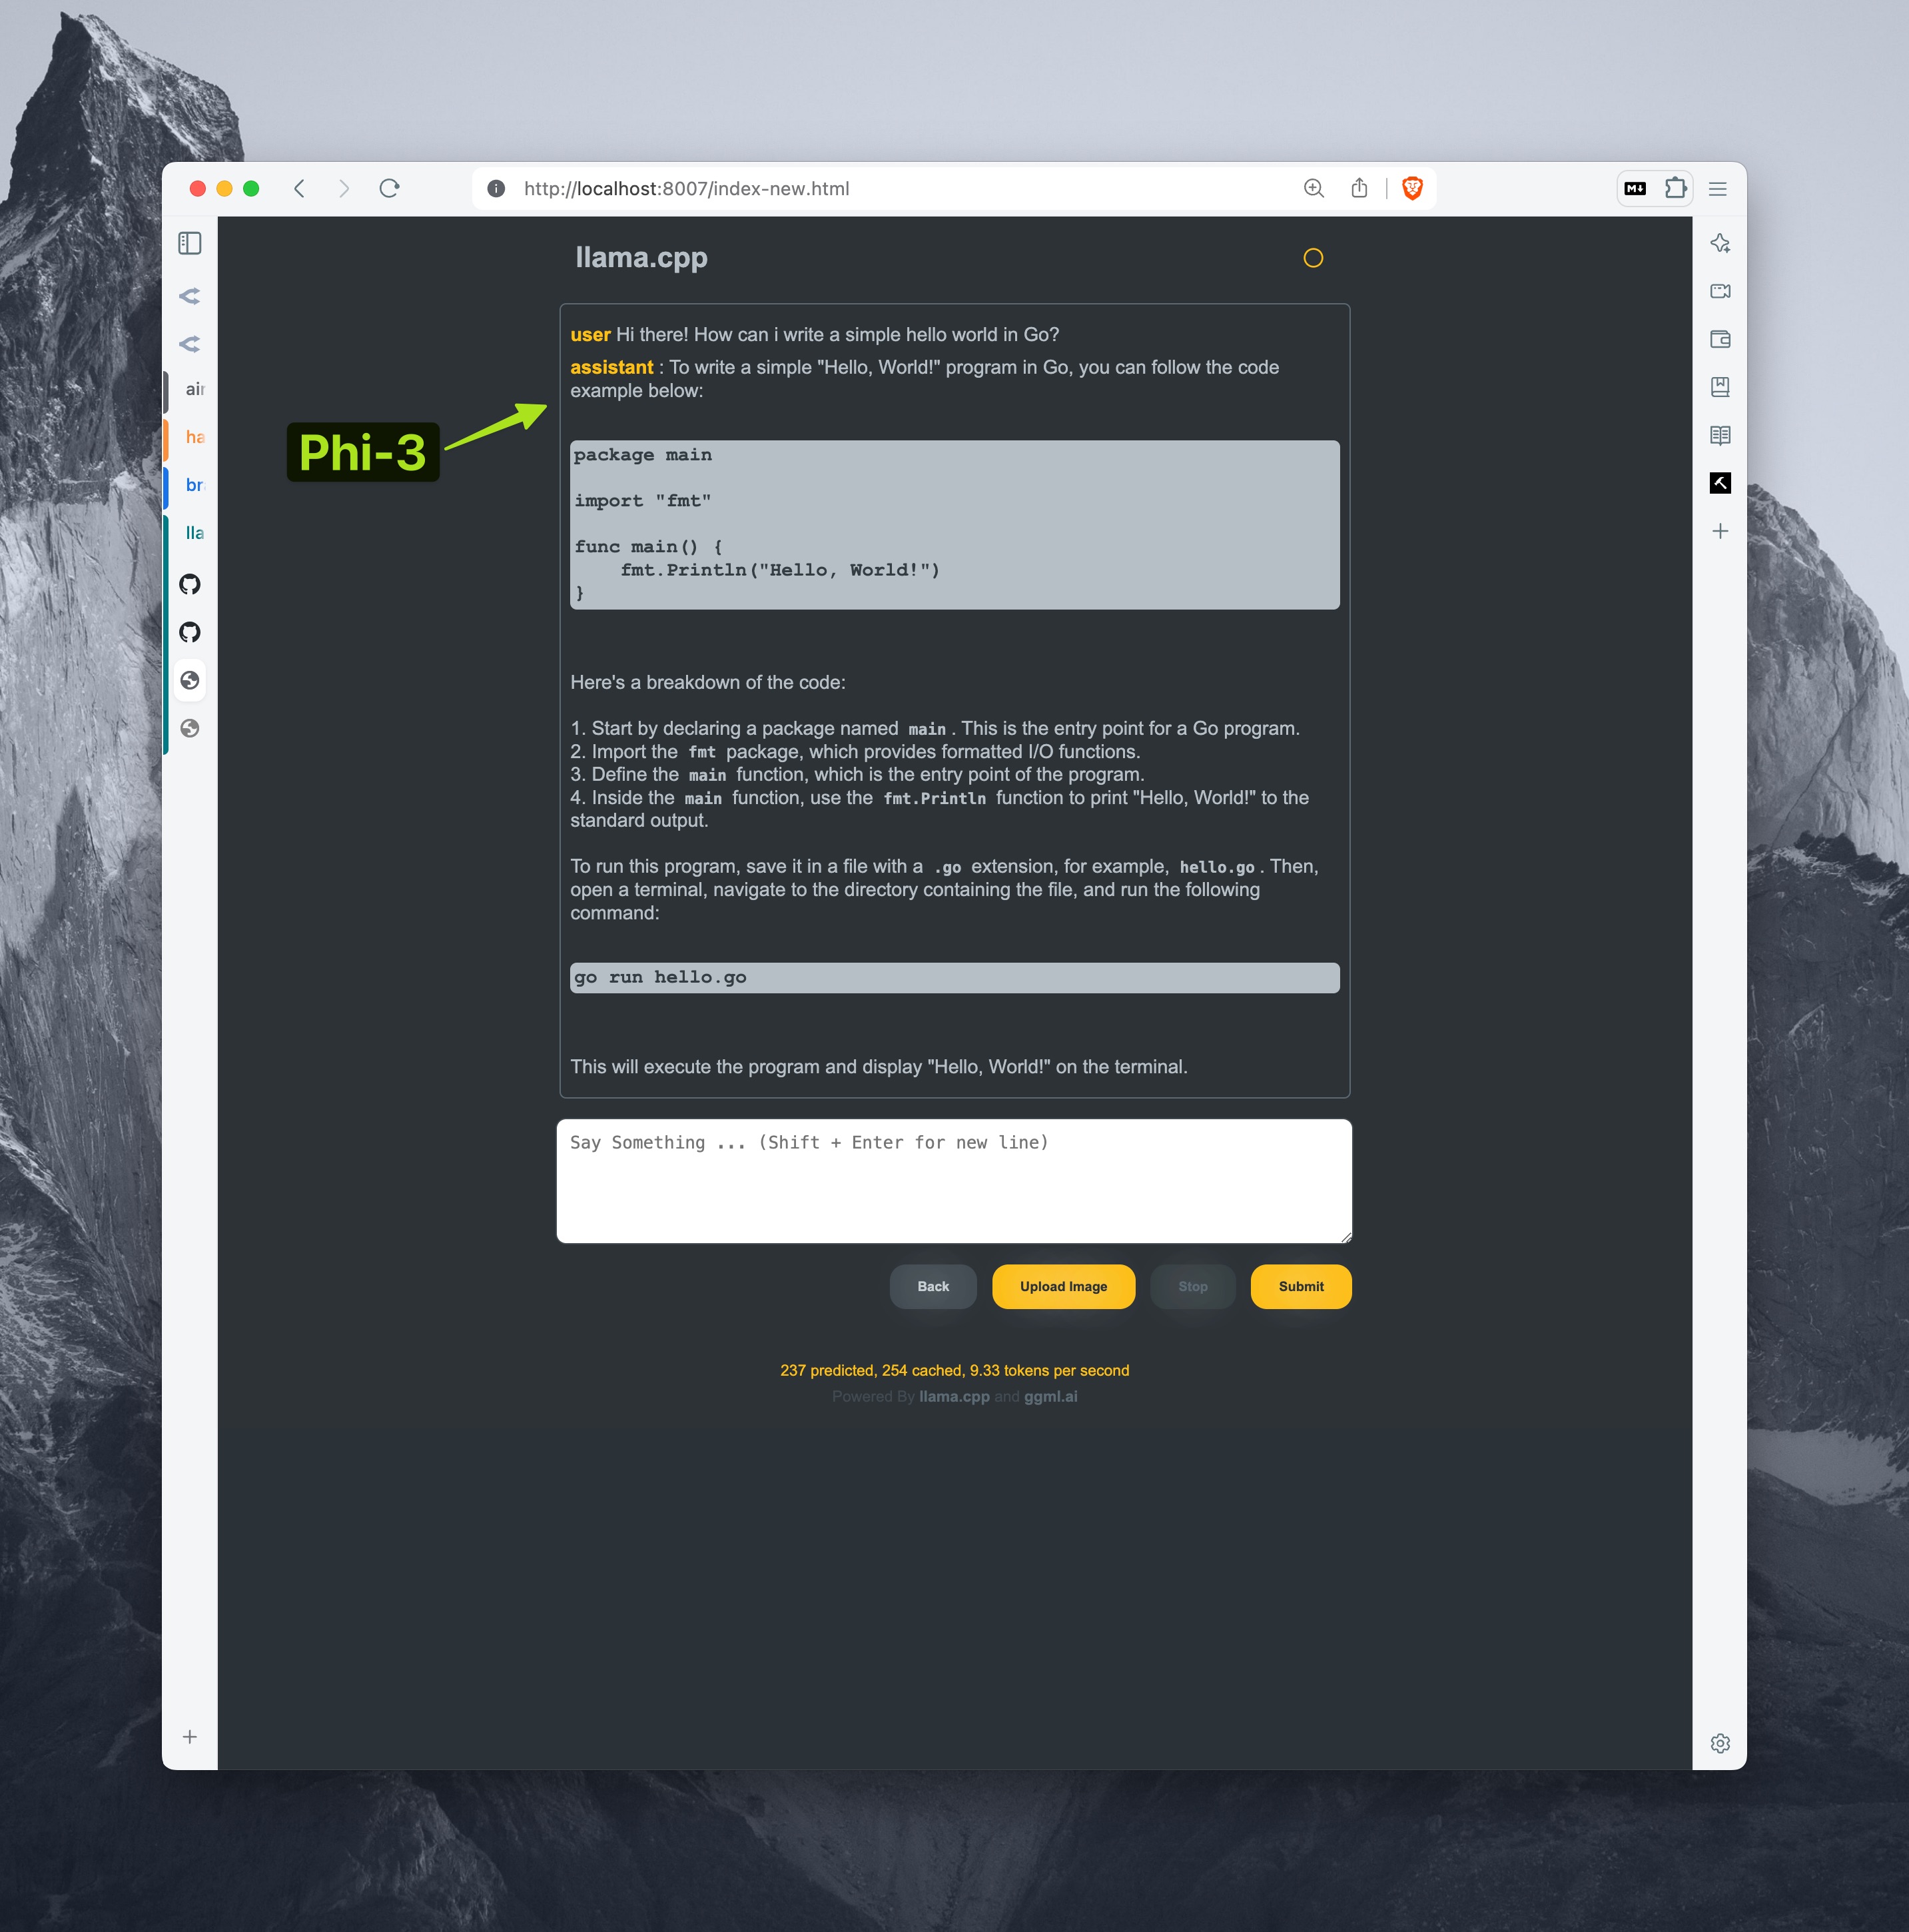 http://localhost:8007/index-new.html
M↓
llama.cpp
user Hi there! How can i write a simple hello world in Go?
assistant : To write a simple "Hello, World!" program in Go, you can follow the code
example below:
Phi-3
package main
import "fmt"
func main() {
    fmt.Println("Hello, World!")
}
Here's a breakdown of the code:
1. Start by declaring a package named main . This is the entry point for a Go program.
2. Import the fmt package, which provides formatted I/O functions.
3. Define the main function, which is the entry point of the program.
4. Inside the main function, use the fmt.Println function to print "Hello, World!" to the
standard output.
To run this program, save it in a file with a .go extension, for example, hello.go . Then,
open a terminal, navigate to the directory containing the file, and run the following
command:
go run hello.go
This will execute the program and display "Hello, World!" on the terminal.
Say Something ... (Shift + Enter for new line)
Back Upload Image Stop Submit
237 predicted, 254 cached, 9.33 tokens per second
Powered By llama.cpp and ggml.ai
ha
lla